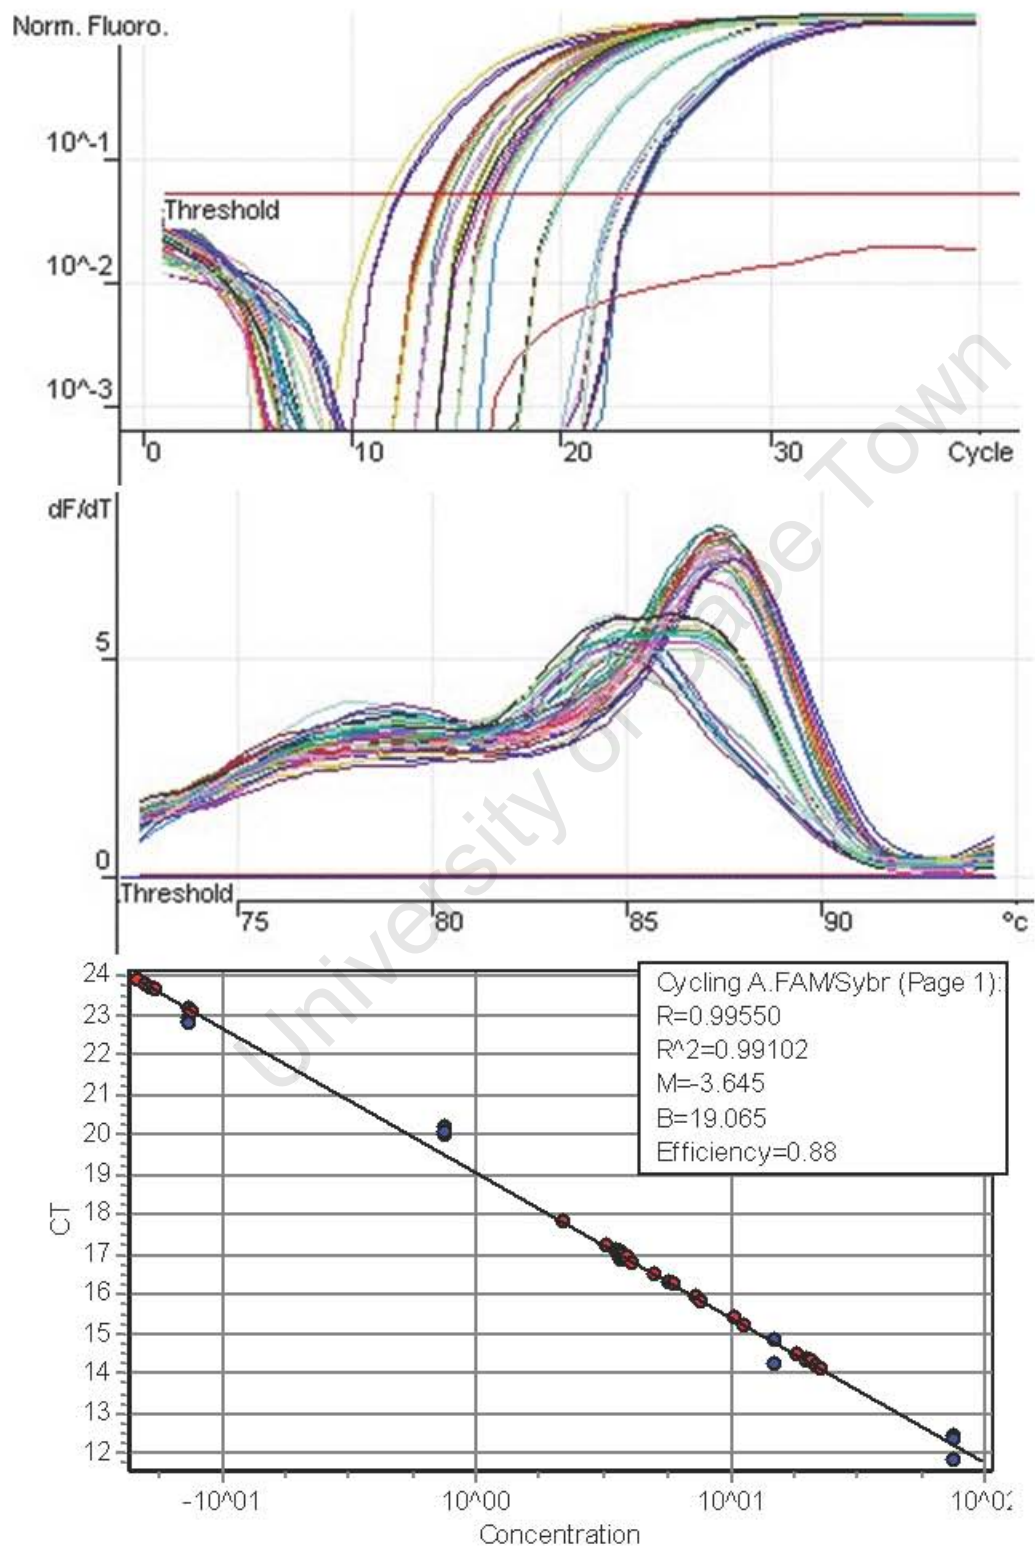 Norm. Fluoro.
10^-1
Threshold
10^-2
10^-3
0 10 20 30 Cycle
dF/dT
5
0
Threshold
75 80 85 90 °c
University of Cape Town
24
23
22
21
20
19
18
17
16
15
14
13
12
CT
Cycling A.FAM/Sybr (Page 1):
R=0.99550
R^2=0.99102
M=-3.645
B=19.065
Efficiency=0.88
-10^01 10^00 10^01 10^02
Concentration